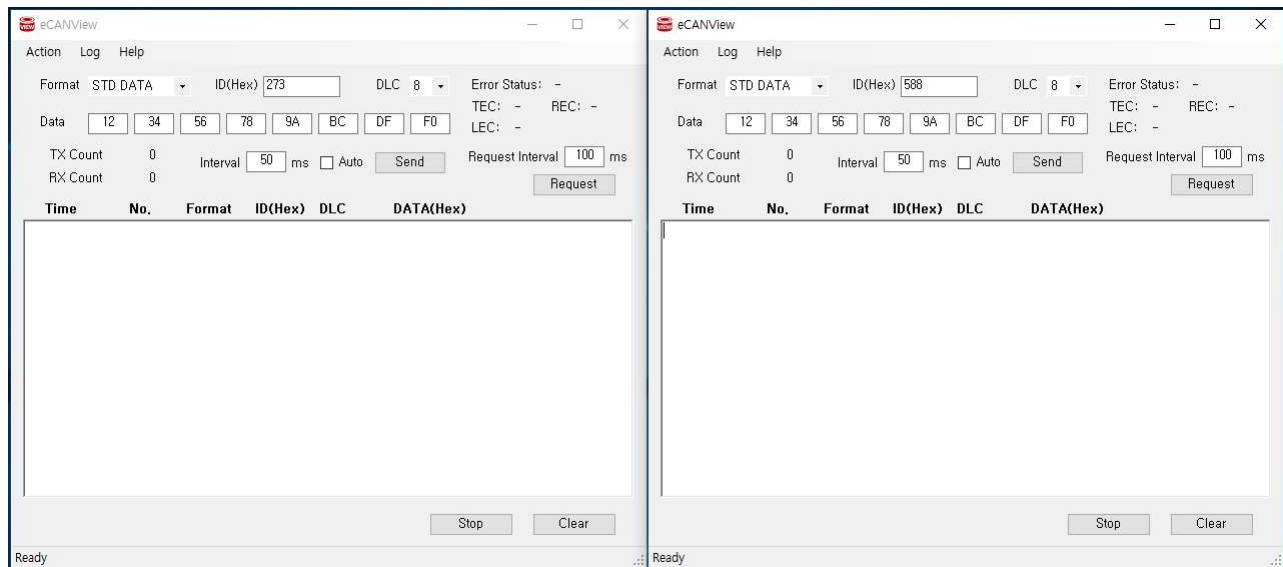 eCANView
Action Log Help
Format STD DATA ID(Hex) 273 DLC 8 Error Status: -
TEC: - REC: -
Data 12 34 56 78 9A BC DF F0
LEC: -
TX Count 0 Interval 50 ms Auto Send Request Interval 100 ms
RX Count 0 Request
Time No. Format ID(Hex) DLC DATA(Hex)
Stop Clear
Ready
eCANView
Action Log Help
Format STD DATA ID(Hex) 588 DLC 8 Error Status: -
TEC: - REC: -
Data 12 34 56 78 9A BC DF F0
LEC: -
TX Count 0 Interval 50 ms Auto Send Request Interval 100 ms
RX Count 0 Request
Time No. Format ID(Hex) DLC DATA(Hex)
Stop Clear
Ready